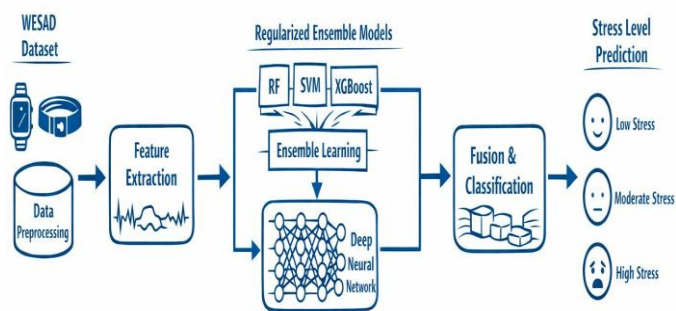 WESAD
Dataset
Data
Preprocessing
Feature
Extraction
Regularized Ensemble Models
RF
SVM
XGBoost
Ensemble Learning
Deep
Neural
Network
Fusion &
Classification
Stress Level
Prediction
Low Stress
Moderate Stress
High Stress